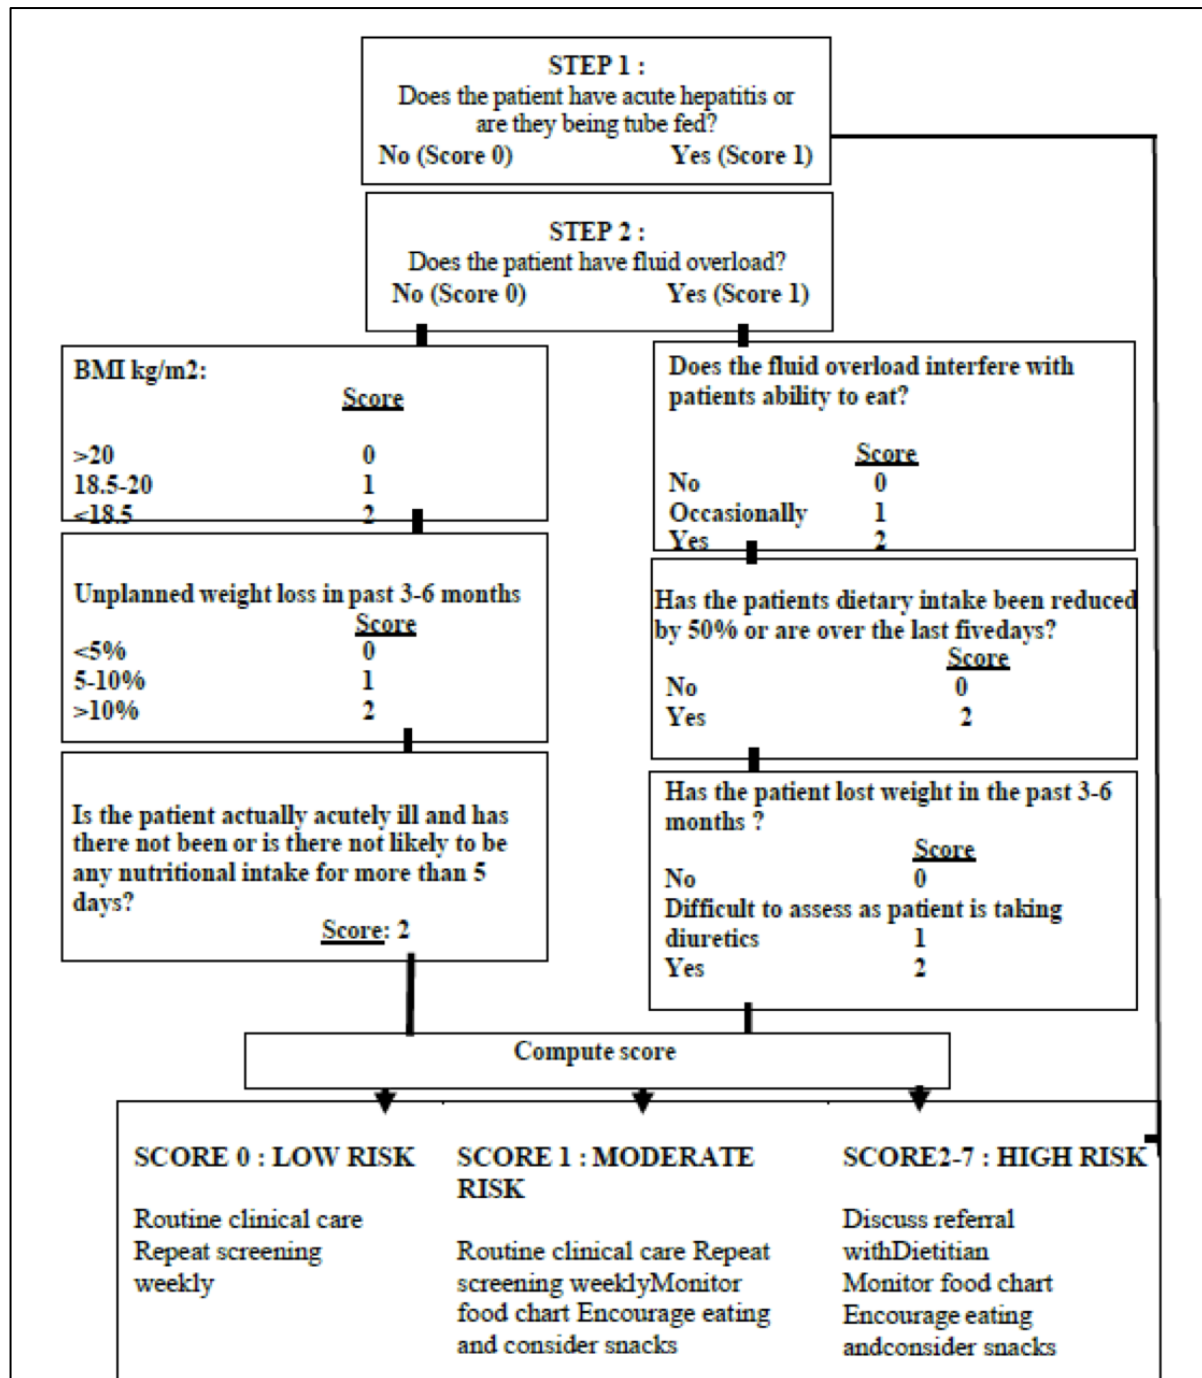 STEP 1 :
Does the patient have acute hepatitis or
are they being tube fed?
No (Score 0) Yes (Score 1)
STEP 2 :
Does the patient have fluid overload?
No (Score 0) Yes (Score 1)
BMI kg/m2:
Score
>20 0
18.5-20 1
<18.5 2
Unplanned weight loss in past 3-6 months
Score
<5% 0
5-10% 1
>10% 2
Is the patient actually acutely ill and has
there not been or is there not likely to be
any nutritional intake for more than 5
days?
Score: 2
Does the fluid overload interfere with
patients ability to eat?
Score
No 0
Occasionally 1
Yes 2
Has the patients dietary intake been reduced
by 50% or are over the last fivedays?
Score
No 0
Yes 2
Has the patient lost weight in the past 3-6
months ?
Score
No 0
Difficult to assess as patient is taking
diuretics 1
Yes 2
Compute score
SCORE 0 : LOW RISK
Routine clinical care
Repeat screening
weekly
SCORE 1 : MODERATE
RISK
Routine clinical care Repeat
screening weeklyMonitor
food chart Encourage eating
and consider snacks
SCORE2-7 : HIGH RISK
Discuss referral
withDietitian
Monitor food chart
Encourage eating
andconsider snacks